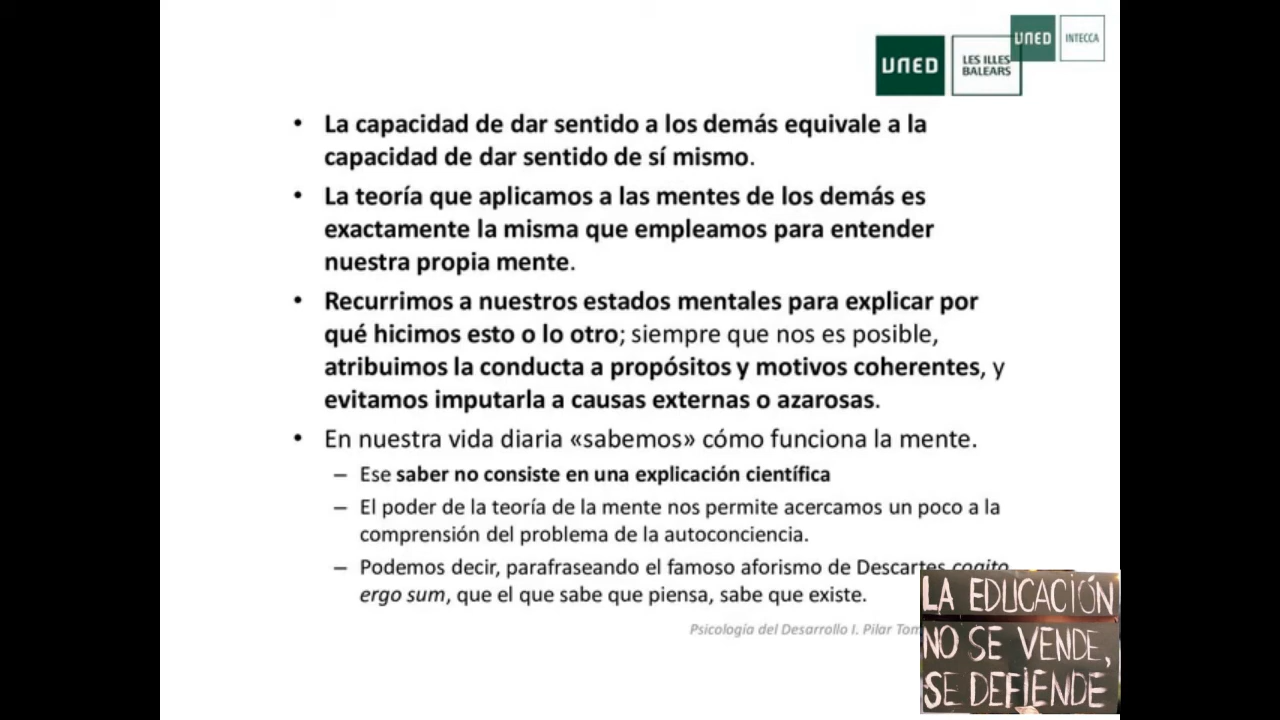 UNED
INTECCA
UNED
LES ILLES
BALEARS
• La capacidad de dar sentido a los demás equivale a la
capacidad de dar sentido de sí mismo.
• La teoría que aplicamos a las mentes de los demás es
exactamente la misma que empleamos para entender
nuestra propia mente.
• Recurrimos a nuestros estados mentales para explicar por
qué hicimos esto o lo otro; siempre que nos es posible,
atribuimos la conducta a propósitos y motivos coherentes, y
evitamos imputarla a causas externas o azarosas.
• En nuestra vida diaria «sabemos» cómo funciona la mente.
– Ese saber no consiste en una explicación científica
– El poder de la teoría de la mente nos permite acercamos un poco a la
comprensión del problema de la autoconciencia.
– Podemos decir, parafraseando el famoso aforismo de Descartes cogito
ergo sum, que el que sabe que piensa, sabe que existe.
Psicología del Desarrollo I. Pilar
LA EDUCACIÓN
NO SE VENDE,
SE DEFIENDE